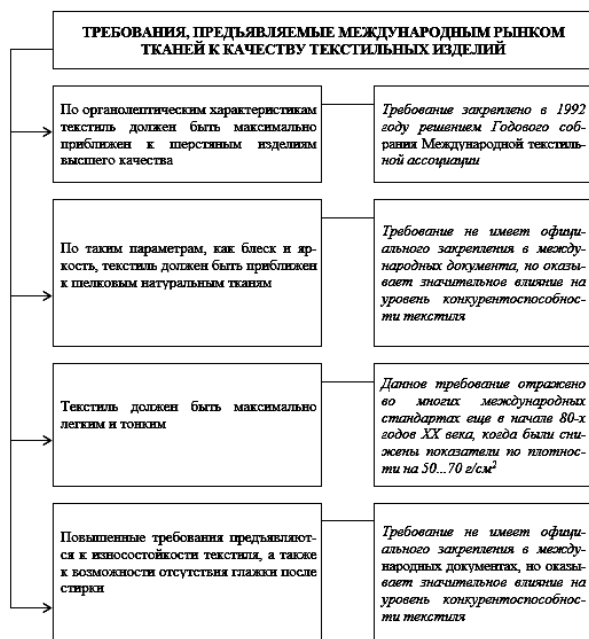 ТРЕБОВАНИЯ, ПРЕДЪЯВЛЯЕМЫЕ МЕЖДУНАРОДНЫМ РЫНКОМ
ТКАНЕЙ К КАЧЕСТВУ ТЕКСТИЛЬНЫХ ИЗДЕЛИЙ
По органолептическим характеристикам
текстиль должен быть максимально
приближен к шерстяным изделиям
высшего качества
Требование закреплено в 1992
году решением Годового соб-
рания Международной текстиль-
ной ассоциации
По таким параметрам, как блеск и яр-
кость, текстиль должен быть приближен
к шелковым натуральным тканям
Требование не имеет офици-
ального закрепления в между-
народных документа, но оказы-
вает значительное влияние на
уровень конкурентоспособнос-
ти текстиля
Текстиль должен быть максимально
легким и тонким
Данное требование отражено
во многих международных
стандартах еще в начале 80-х
годов XX века, когда были сни-
жены показатели по плотнос-
ти на 50...70 г/см²
Повышенные требования предъявляют-
ся к износостойкости текстиля, а также
к возможности отсутствия глажки после
стирки
Требование не имеет офици-
ального закрепления в между-
народных документах, но оказы-
вает значительное влияние на
уровень конкурентоспособнос-
ти текстиля